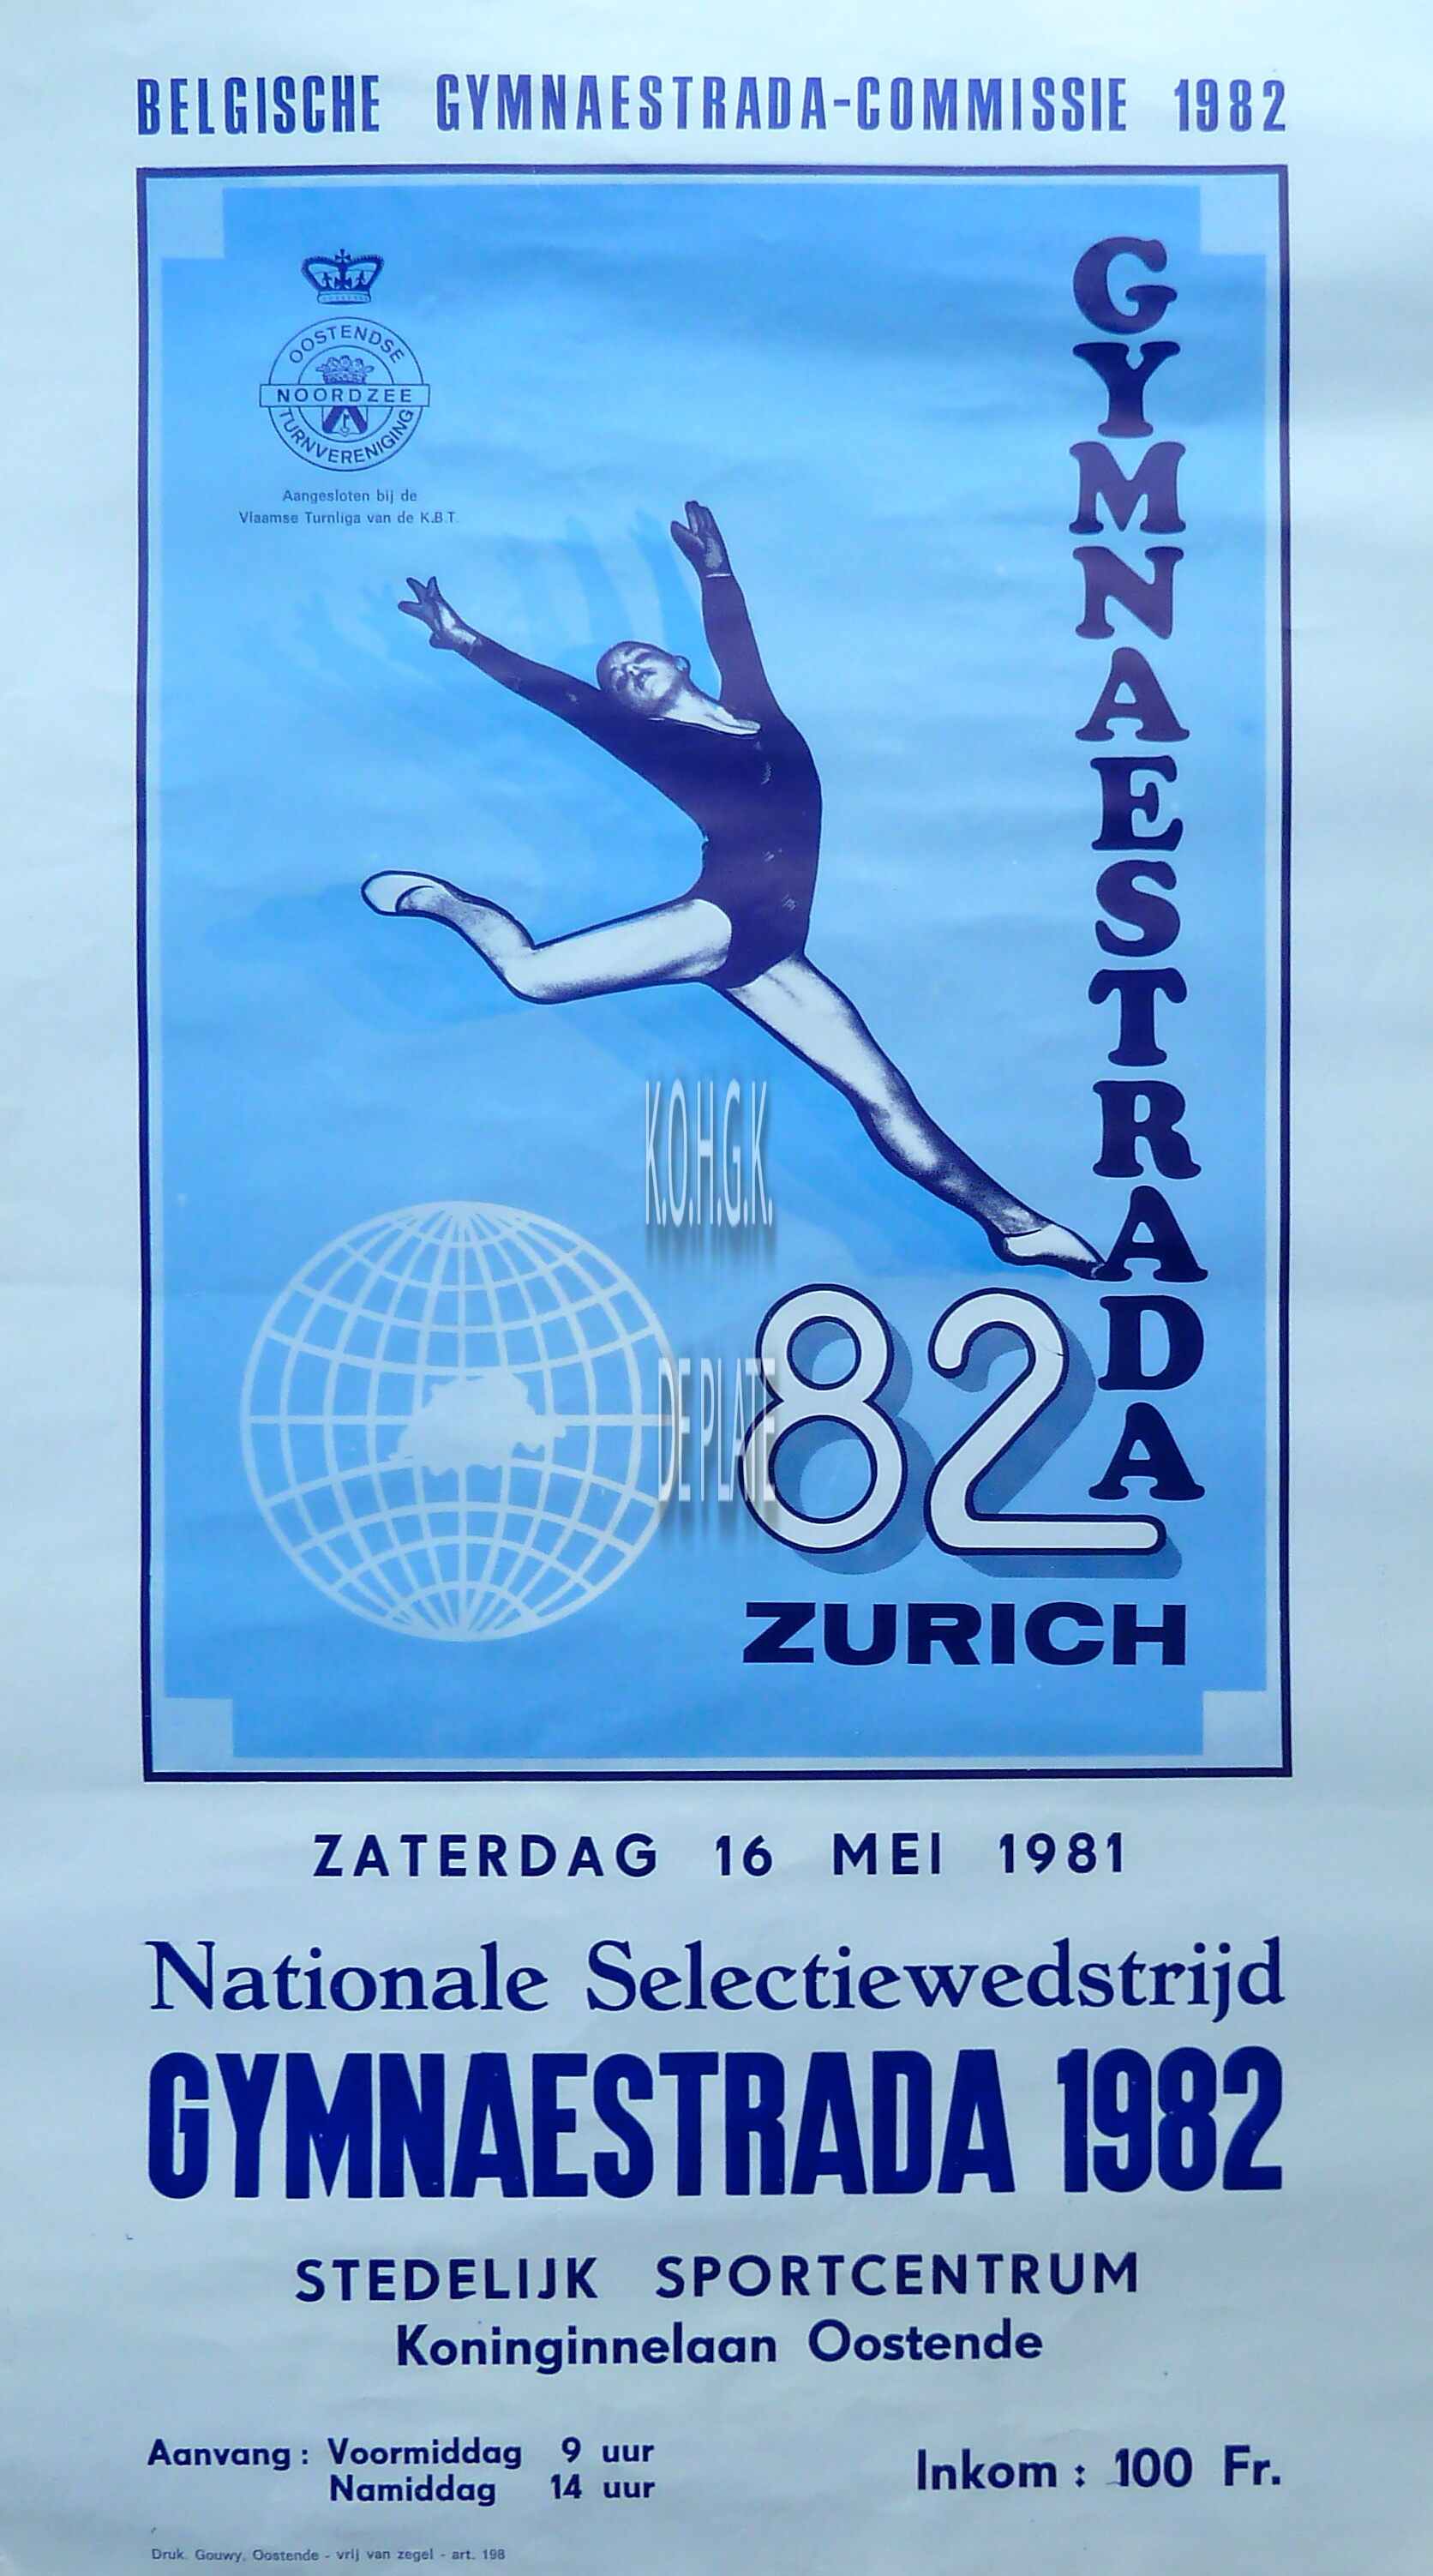 BELGISCHE GYMNAESTRADA-COMMISSIE 1982
OOSTENDSE
NOORDZEE
TURNVERENIGING
Aangesloten bij de
Vlaamse Turnliga van de K.B.T.
GYMNAESTRADA
K.O.H.G.K.
DE PLATE
82
ZURICH
ZATERDAG 16 MEI 1981
Nationale Selectiewedstrijd
GYMNAESTRADA 1982
STEDELIJK SPORTCENTRUM
Koninginnelaan Oostende
Aanvang : Voormiddag 9 uur
Namiddag 14 uur
Inkom : 100 Fr.
Druk. Gouwy, Oostende - vrij van zegel - art. 198